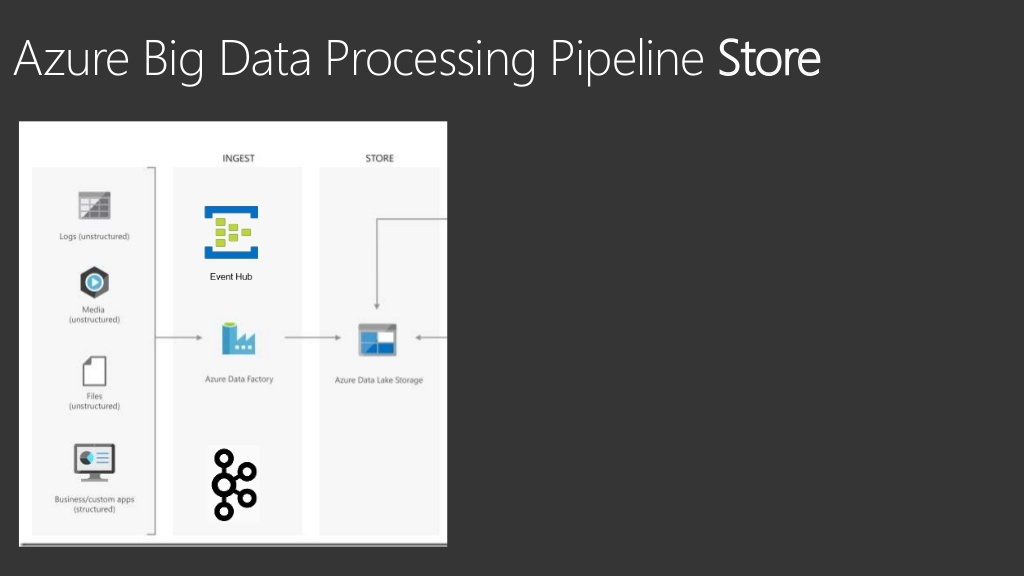 Azure Big Data Processing Pipeline Store
INGEST
STORE
Logs (unstructured)
Event Hub
Media
(unstructured)
Azure Data Factory
Azure Data Lake Storage
Files
(unstructured)
Business/custom apps
(structured)